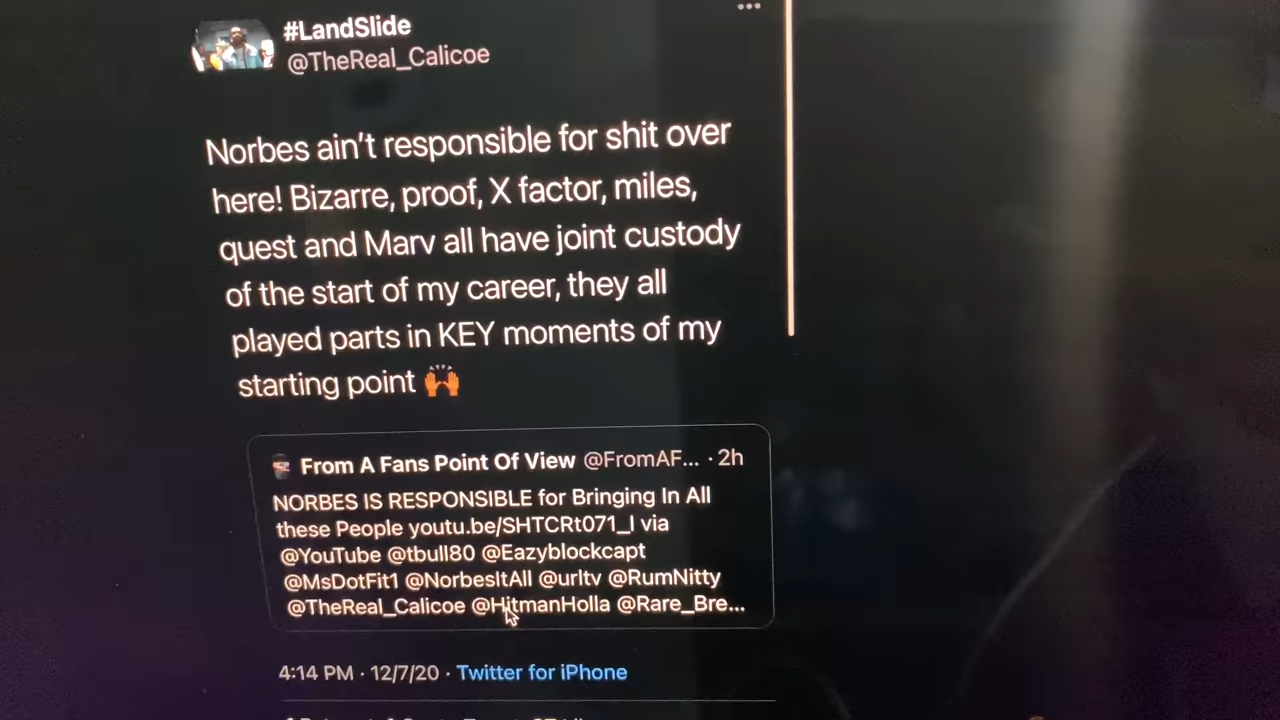 #LandSlide
@TheReal_Calicoe
Norbes ain't responsible for shit over
here! Bizarre, proof, X factor, miles,
quest and Marv all have joint custody
of the start of my career, they all
played parts in KEY moments of my
starting point 🙌🏾
From A Fans Point Of View @FromAF... · 2h
NORBES IS RESPONSIBLE for Bringing In All
these People youtu.be/SHTCRt071_I via
@YouTube @tbull80 @Eazyblockcapt
@MsDotFit1 @NorbesItAll @urltv @RumNitty
@TheReal_Calicoe @HitmanHolla @Rare_Bre...
4:14 PM · 12/7/20 · Twitter for iPhone